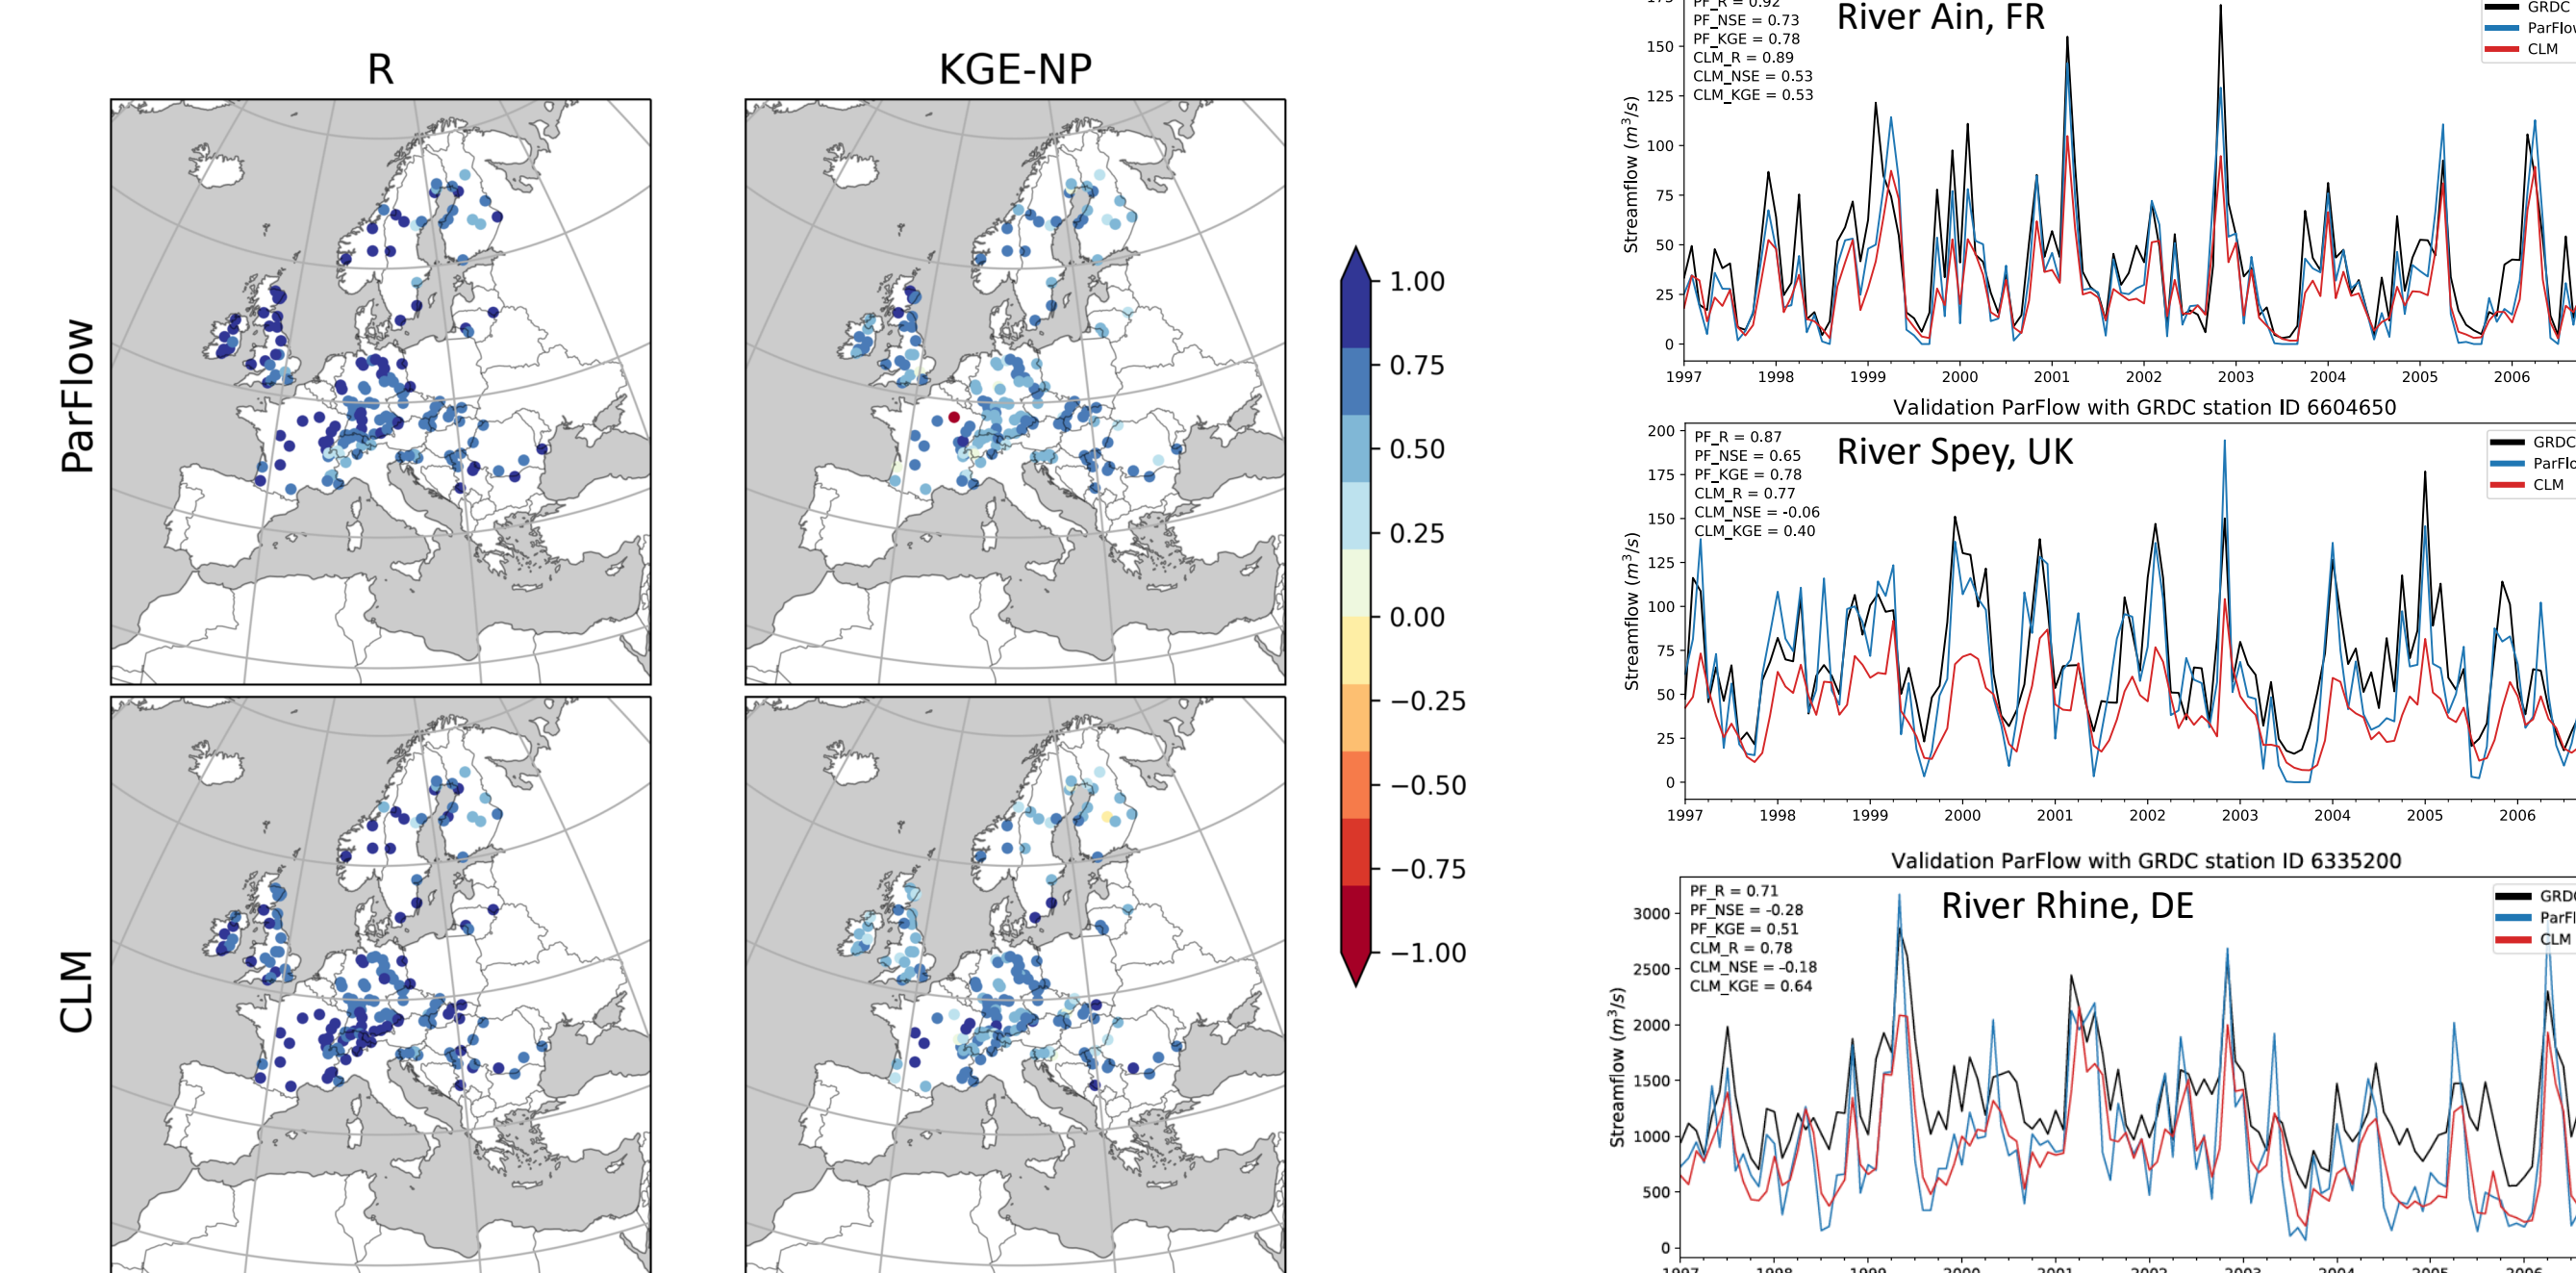 R
KGE-NP
ParFlow
CLM
1.00
0.75
0.50
0.25
0.00
−0.25
−0.50
−0.75
−1.00
PF_R = 0.92
PF_NSE = 0.73
PF_KGE = 0.78
CLM_R = 0.89
CLM_NSE = 0.53
CLM_KGE = 0.53
River Ain, FR
GRDC
CLM
Streamflow (m³/s)
150
125
100
75
50
25
0
1997 1998 1999 2000 2001 2002 2003 2004 2005 2006
Validation ParFlow with GRDC station ID 6604650
PF_R = 0.87
PF_NSE = 0.65
PF_KGE = 0.78
CLM_R = 0.77
CLM_NSE = -0.06
CLM_KGE = 0.40
River Spey, UK
GRDC
CLM
Streamflow (m³/s)
200
175
150
125
100
75
50
25
0
1997 1998 1999 2000 2001 2002 2003 2004 2005 2006
Validation ParFlow with GRDC station ID 6335200
PF_R = 0.71
PF_NSE = -0.28
PF_KGE = 0.51
CLM_R = 0.78
CLM_NSE = -0.18
CLM_KGE = 0.64
River Rhine, DE
CLM
Streamflow (m³/s)
3000
2500
2000
1500
1000
500
0